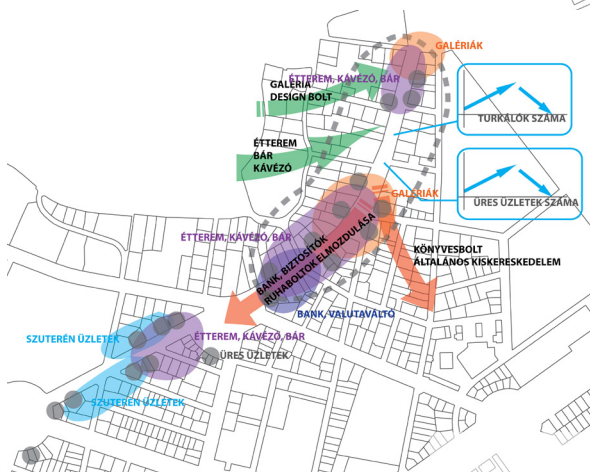 GALÉRIÁK
ÉTTEREM, KÁVÉZÓ, BÁR
GALÉRIA
DESIGN BOLT
TURKÁLÓK SZÁMA
ÉTTEREM
BÁR
KÁVÉZÓ
GALÉRIÁK
ÜRES ÜZLETEK SZÁMA
ÉTTEREM, KÁVÉZÓ, BÁR
BANK, BIZTOSÍTÓK
RUHABOLTOK ELMOZDULÁSA
KÖNYVESBOLT
ÁLTALÁNOS KISKERESKEDELEM
BANK, VALUTAVÁLTÓ
SZUTERÉN ÜZLETEK
ÉTTEREM, KÁVÉZÓ, BÁR
ÜRES ÜZLETEK
SZUTERÉN ÜZLETEK